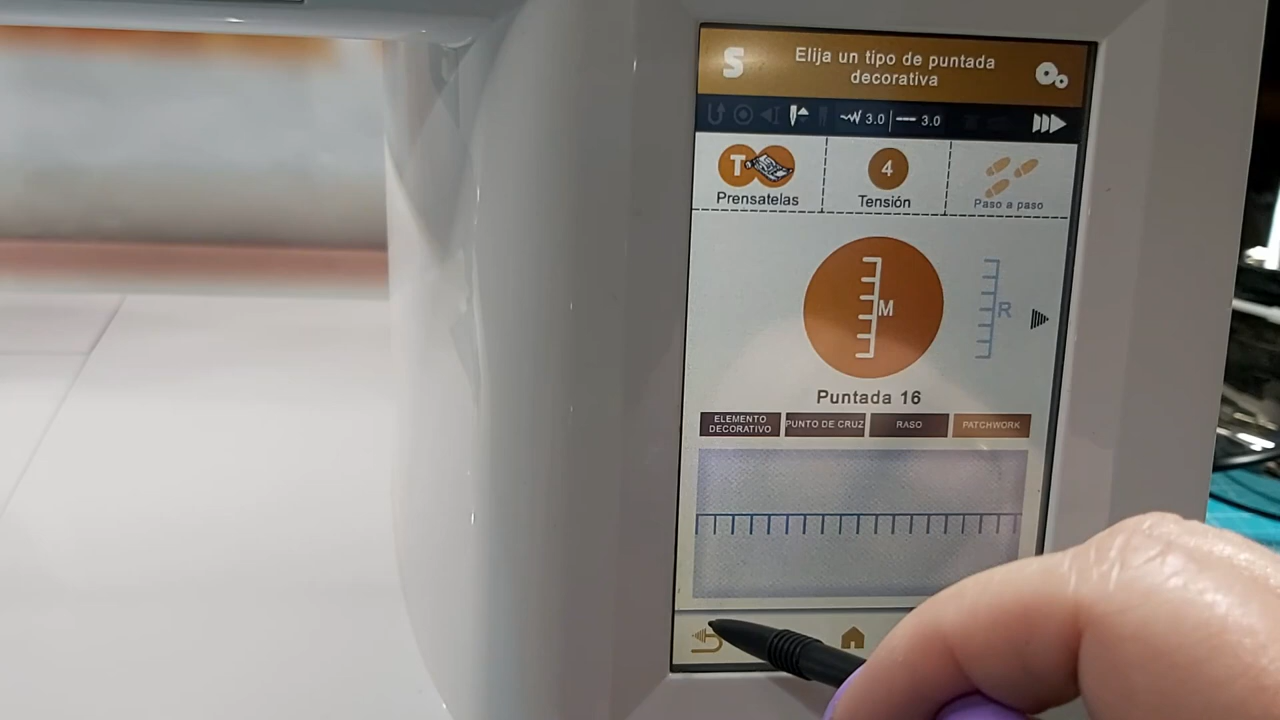 S
Elija un tipo de puntada
decorativa
3.0 3.0
T
4
Prensatelas
Tensión
Paso a paso
M
R
Puntada 16
ELEMENTO
DECORATIVO
PUNTO DE CRUZ
RASO
PATCHWORK